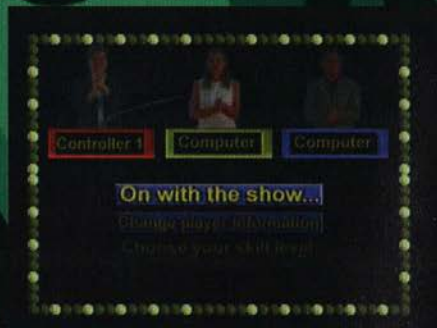 Controller 1 Computer Computer
On with the show...
Change player information
Choose your skill level